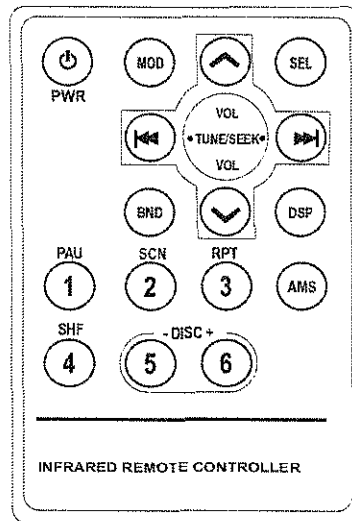 MOD SEL
PWR
VOL
• TUNE/SEEK •
VOL
BND DSP
PAU SCN RPT
1 2 3 AMS
SHF - DISC +
4 5 6
INFRARED REMOTE CONTROLLER